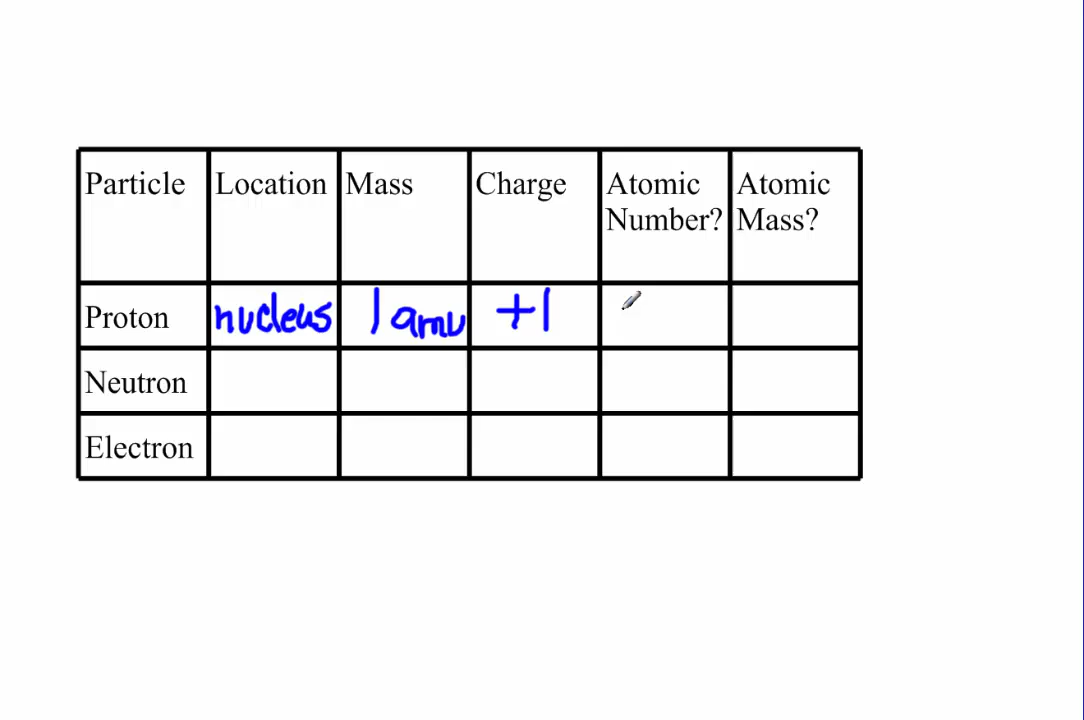 Particle Location Mass Charge Atomic Number? Atomic Mass?
Proton nucleus 1 amu +1
Neutron
Electron